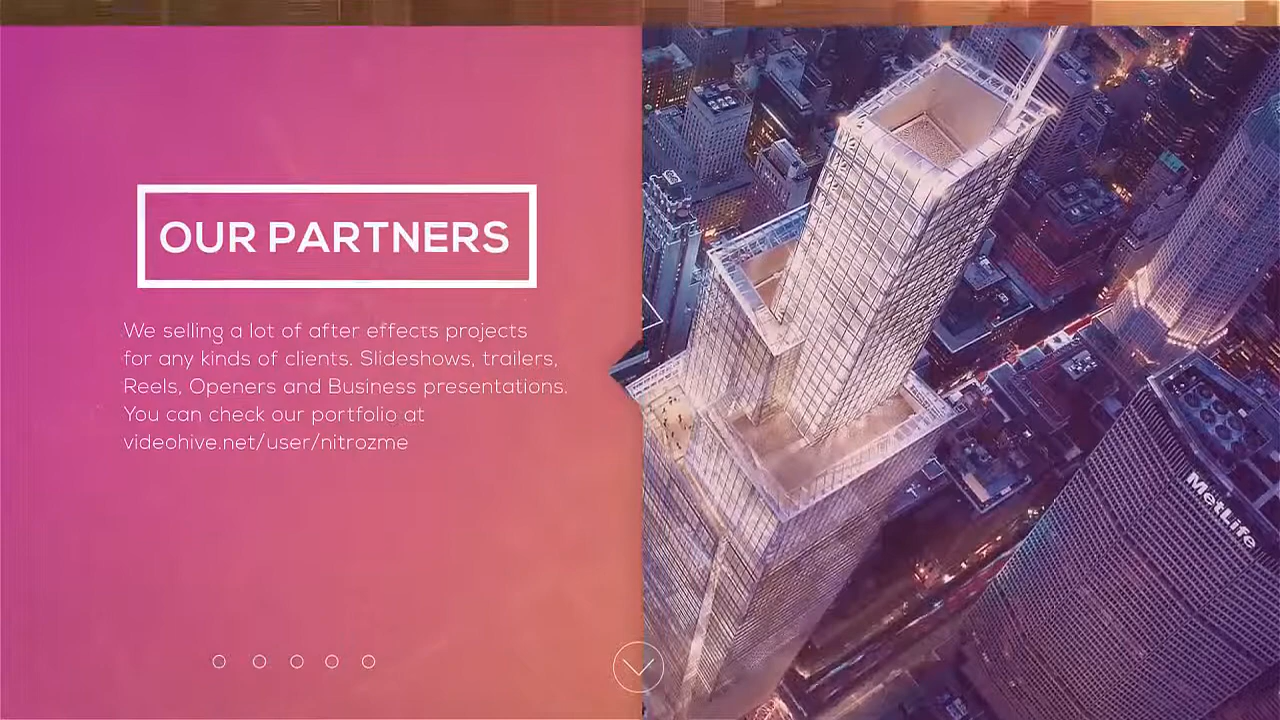 OUR PARTNERS
We selling a lot of after effects projects
for any kinds of clients. Slideshows, trailers,
Reels, Openers and Business presentations.
You can check our portfolio at
videohive.net/user/nitrozme
MetLife